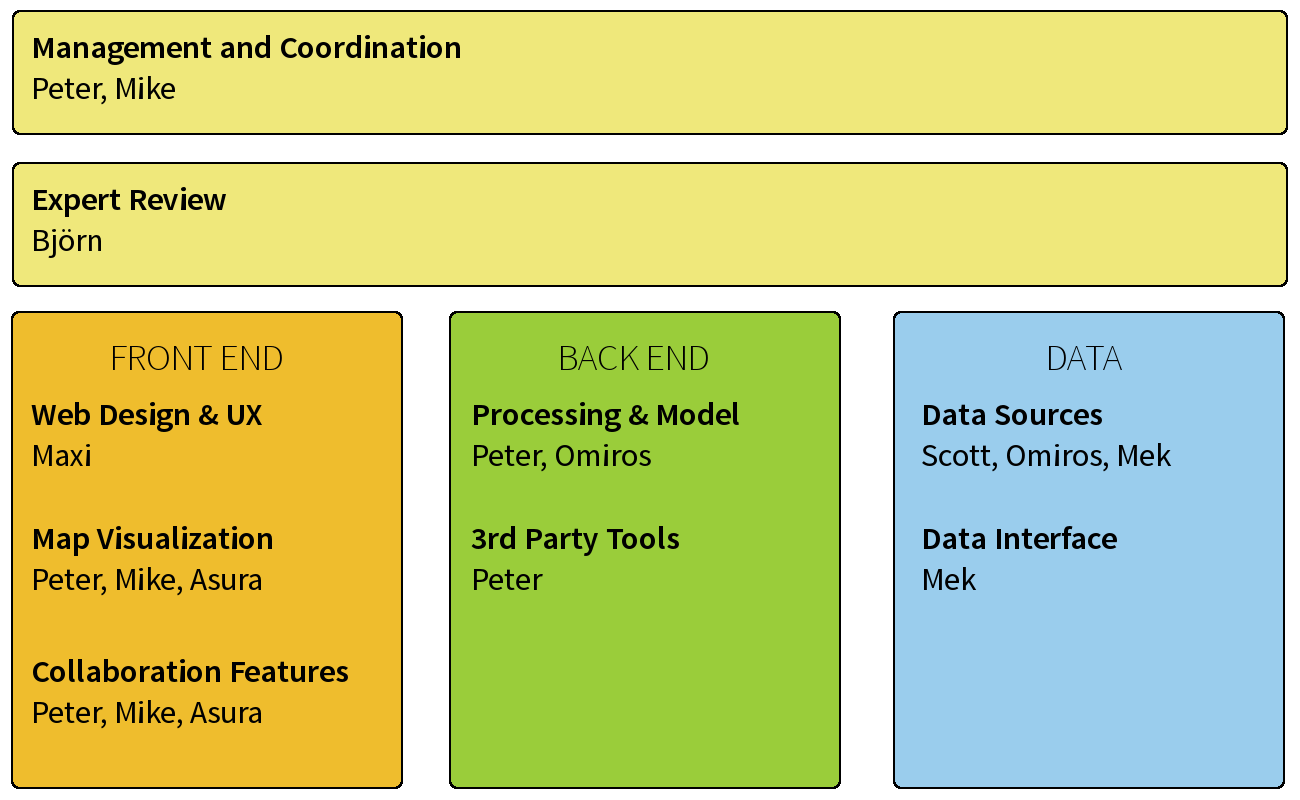 Management and Coordination
Peter, Mike
Expert Review
Björn
FRONT END
Web Design & UX
Maxi
Map Visualization
Peter, Mike, Asura
Collaboration Features
Peter, Mike, Asura
BACK END
Processing & Model
Peter, Omiros
3rd Party Tools
Peter
DATA
Data Sources
Scott, Omiros, Mek
Data Interface
Mek